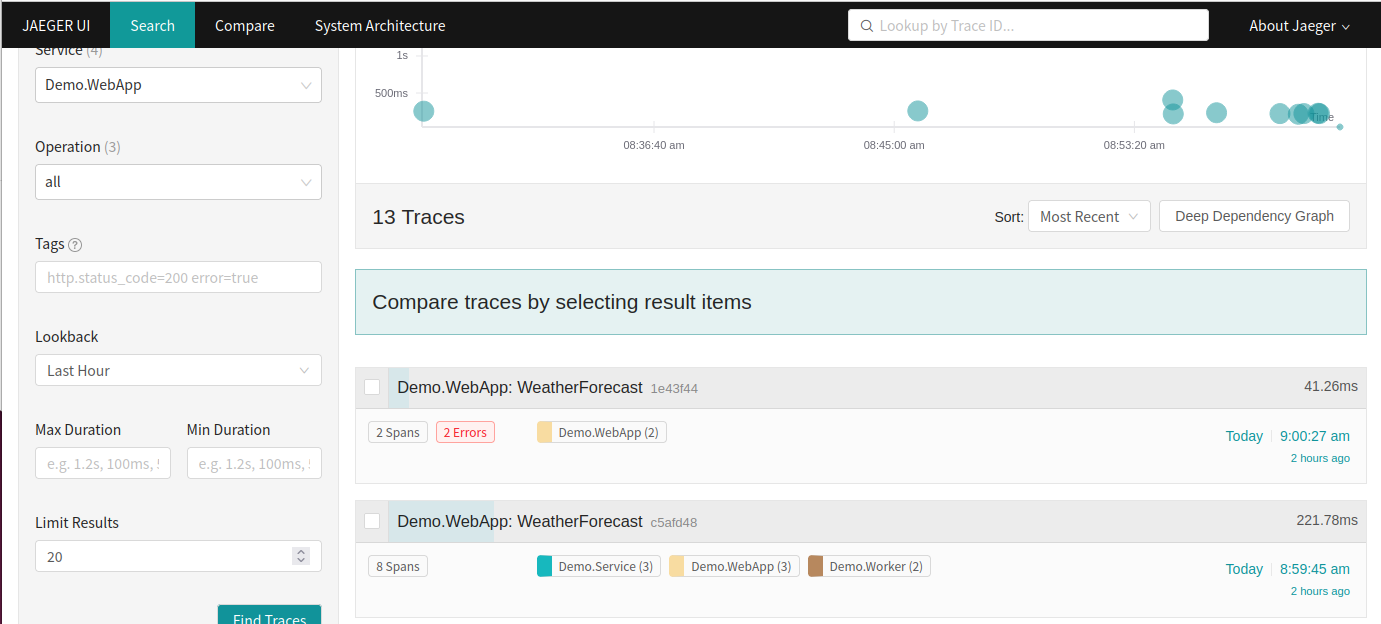 JAEGER UI Search Compare System Architecture Lookup by Trace ID... About Jaeger
Service (4)
Demo.WebApp
Operation (3)
all
Tags ?
http.status_code=200 error=true
Lookback
Last Hour
Max Duration Min Duration
e.g. 1.2s, 100ms, e.g. 1.2s, 100ms,
Limit Results
20
Find Traces
1s
500ms
Time
08:36:40 am 08:45:00 am 08:53:20 am
13 Traces Sort: Most Recent Deep Dependency Graph
Compare traces by selecting result items
Demo.WebApp: WeatherForecast 1e43f44 41.26ms
2 Spans 2 Errors Demo.WebApp (2) Today 9:00:27 am
2 hours ago
Demo.WebApp: WeatherForecast c5afd48 221.78ms
8 Spans Demo.Service (3) Demo.WebApp (3) Demo.Worker (2) Today 8:59:45 am
2 hours ago